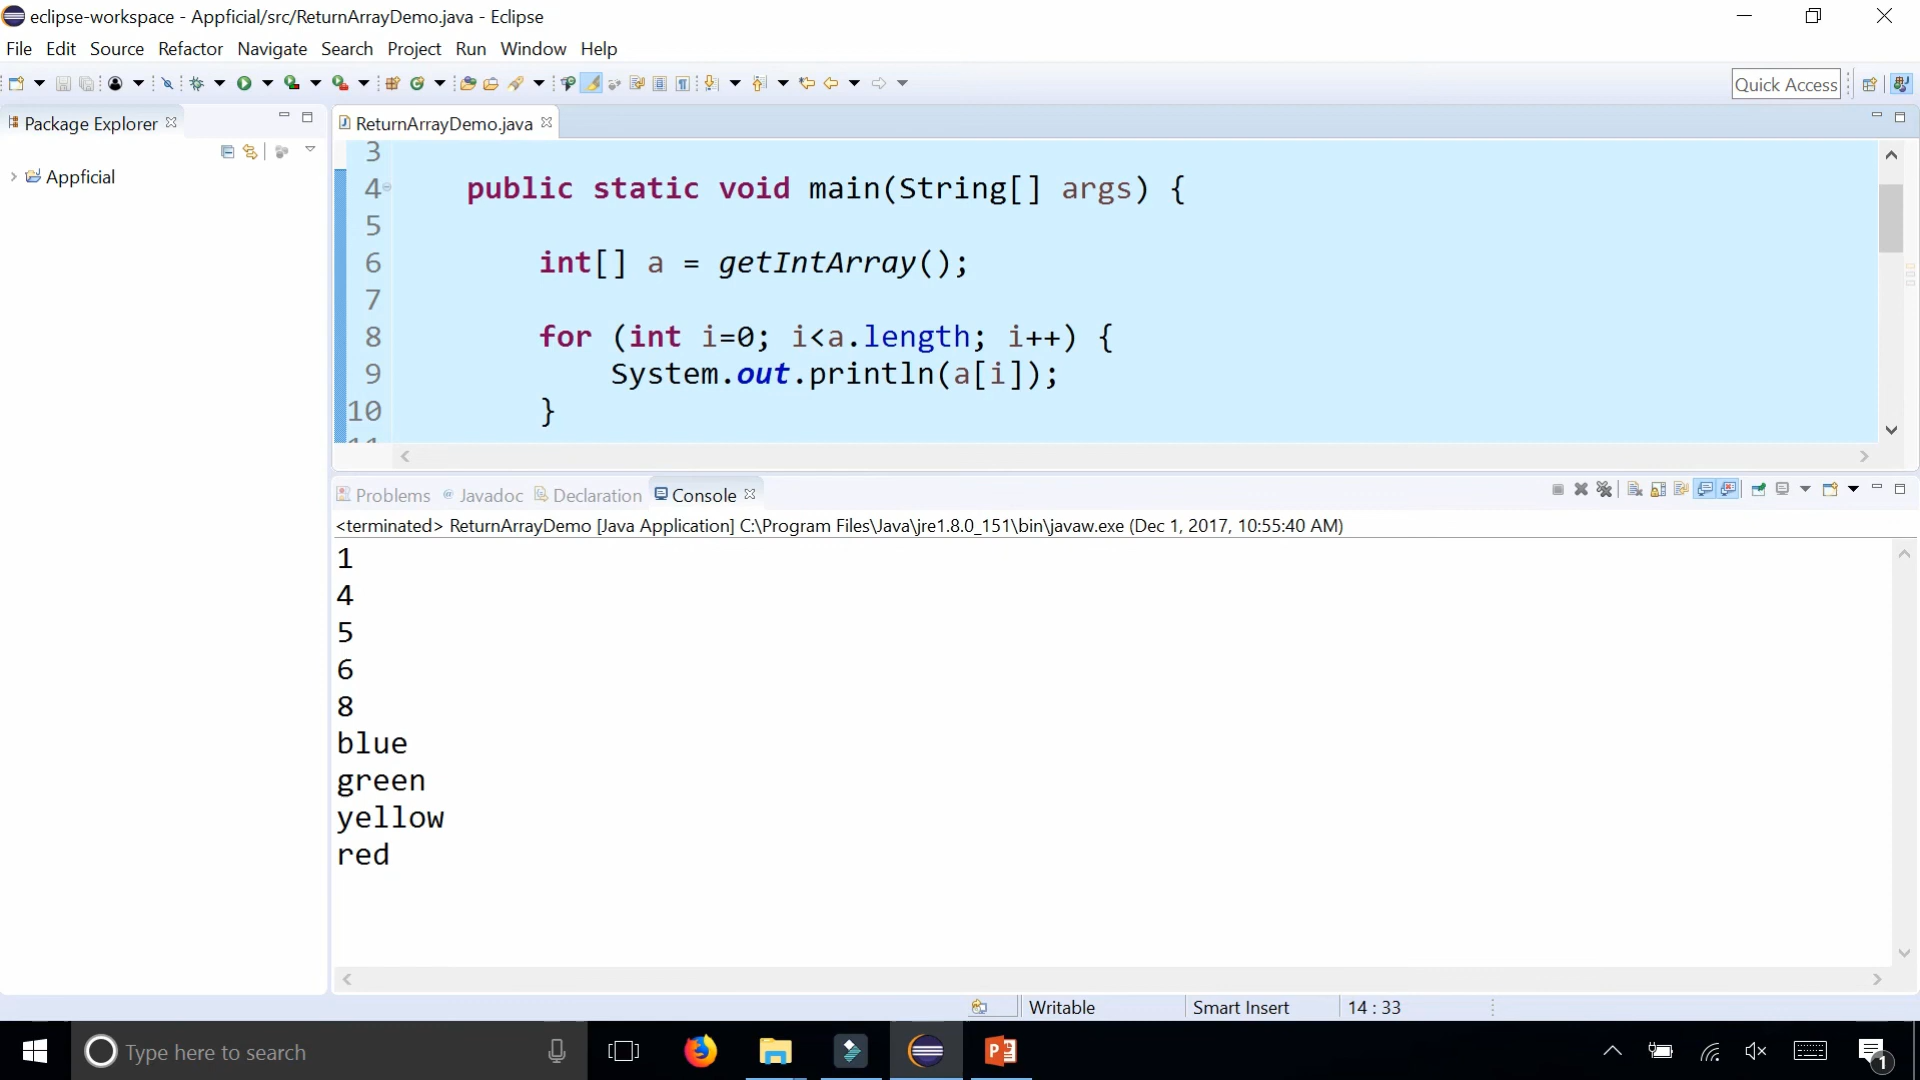 eclipse-workspace - Appficial/src/ReturnArrayDemo.java - Eclipse
File Edit Source Refactor Navigate Search Project Run Window Help
Quick Access
Package Explorer
ReturnArrayDemo.java
Appficial
3
4 public static void main(String[] args) {
5
6 int[] a = getIntArray();
7
8 for (int i=0; i<a.length; i++) {
9 System.out.println(a[i]);
10 }
11
Problems Javadoc Declaration Console
<terminated> ReturnArrayDemo [Java Application] C:\Program Files\Java\jre1.8.0_151\bin\javaw.exe (Dec 1, 2017, 10:55:40 AM)
1
4
5
6
8
blue
green
yellow
red
Writable Smart Insert 14 : 33
Type here to search
1